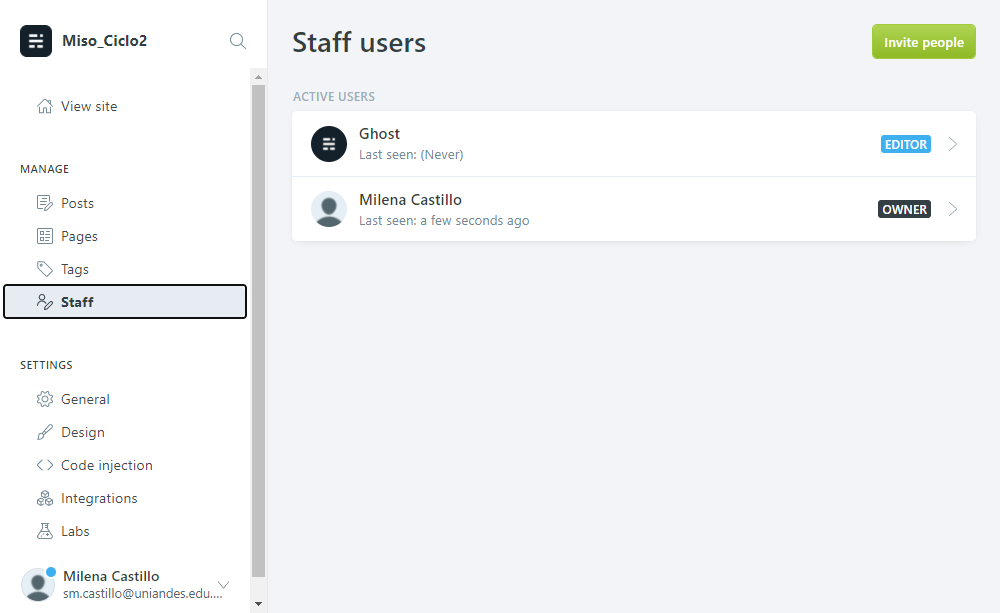 Miso_Ciclo2
View site
MANAGE
Posts
Pages
Tags
Staff
SETTINGS
General
Design
Code injection
Integrations
Labs
Milena Castillo
sm.castillo@uniandes.edu....
Staff users
Invite people
ACTIVE USERS
Ghost
Last seen: (Never)
EDITOR
Milena Castillo
Last seen: a few seconds ago
OWNER